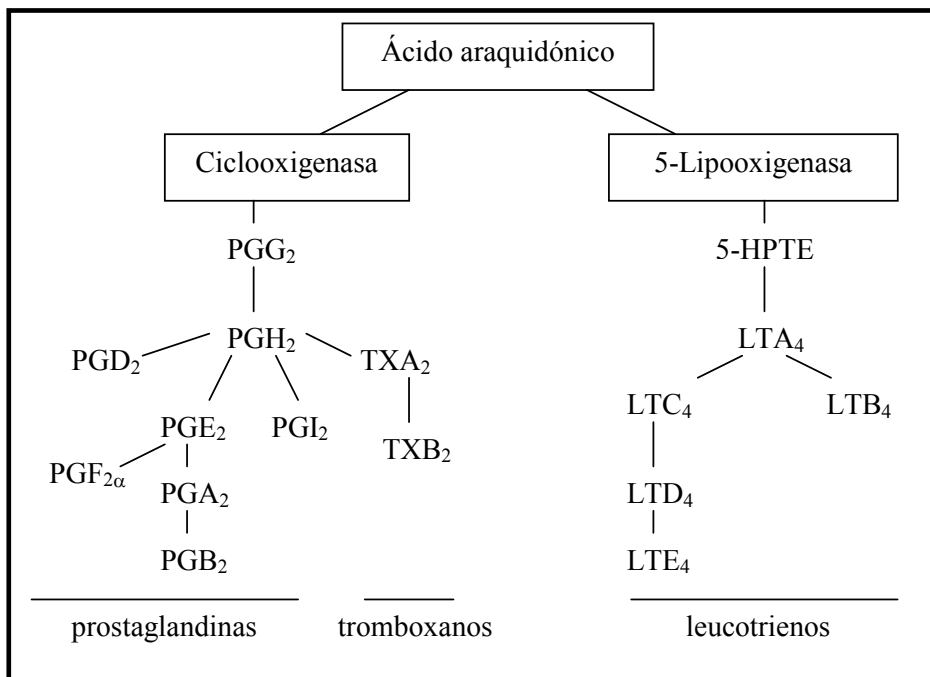 Ácido araquidónico
Ciclooxigenasa
5-Lipooxigenasa
PGG₂
5-HPTE
PGD₂
PGH₂
TXA₂
LTA₄
PGE₂
PGI₂
TXB₂
LTC₄
LTB₄
PGF₂α
PGA₂
LTD₄
PGB₂
LTE₄
prostaglandinas
tromboxanos
leucotrienos